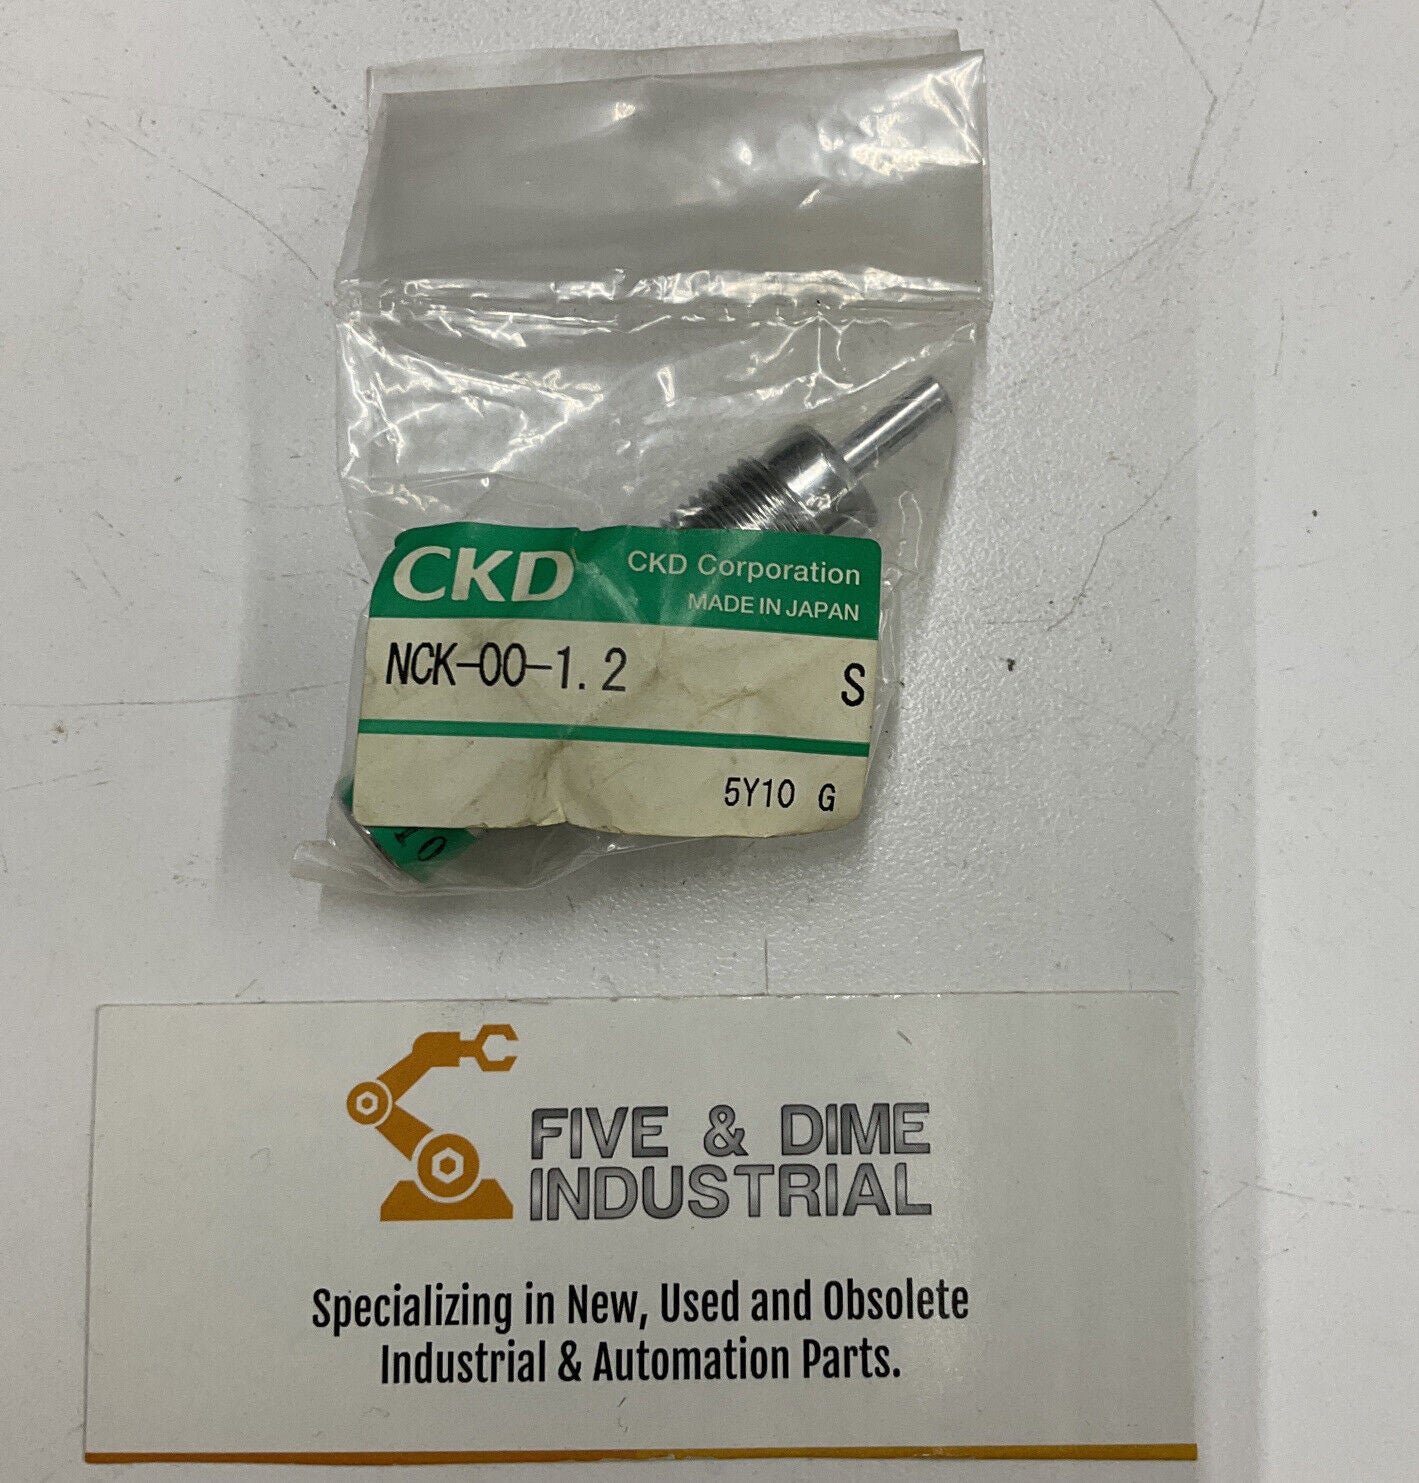 CKD CKD Corporation
MADE IN JAPAN
NCK-00-1.2 S
5Y10 G
10
FIVE & DIME
INDUSTRIAL
Specializing in New, Used and Obsolete
Industrial & Automation Parts.